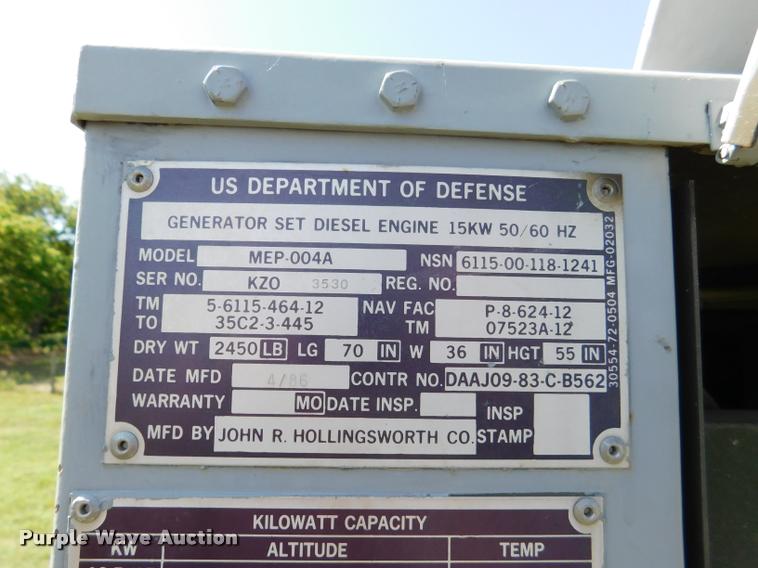 US DEPARTMENT OF DEFENSE
GENERATOR SET DIESEL ENGINE 15KW 50/60 HZ
MODEL MEP-004A NSN 6115-00-118-1241
SER NO. KZO 3530 REG. NO.
TM 5-6115-464-12 NAV FAC P-8-624-12
TO 35C2-3-445 TM 07523A-12
DRY WT 2450 LB LG 70 IN W 36 IN HGT 55 IN
DATE MFD 4/86 CONTR NO. DAAJ09-83-C-B562
WARRANTY MO DATE INSP. INSP STAMP
MFD BY JOHN R. HOLLINGSWORTH CO.
30554-72-0504 MFG-02032
KILOWATT CAPACITY
KW ALTITUDE TEMP
Purple Wave Auction